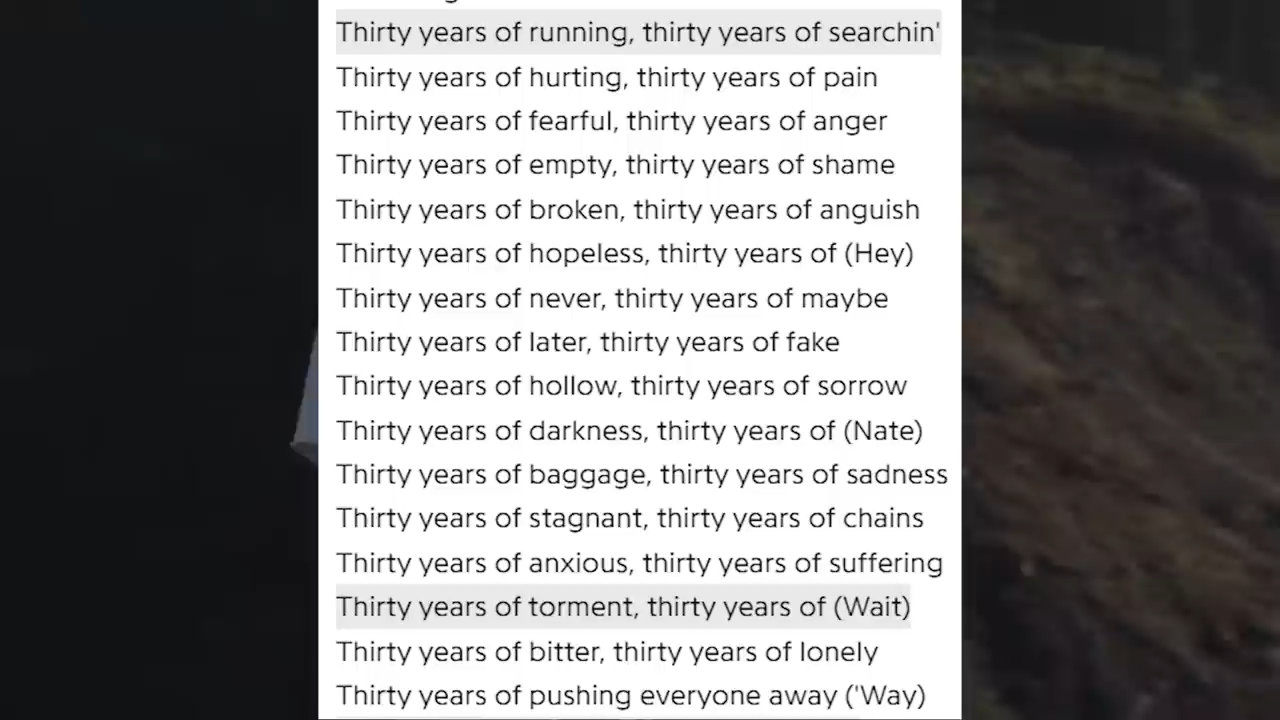 Thirty years of running, thirty years of searchin'
Thirty years of hurting, thirty years of pain
Thirty years of fearful, thirty years of anger
Thirty years of empty, thirty years of shame
Thirty years of broken, thirty years of anguish
Thirty years of hopeless, thirty years of (Hey)
Thirty years of never, thirty years of maybe
Thirty years of later, thirty years of fake
Thirty years of hollow, thirty years of sorrow
Thirty years of darkness, thirty years of (Nate)
Thirty years of baggage, thirty years of sadness
Thirty years of stagnant, thirty years of chains
Thirty years of anxious, thirty years of suffering
Thirty years of torment, thirty years of (Wait)
Thirty years of bitter, thirty years of lonely
Thirty years of pushing everyone away ('Way)